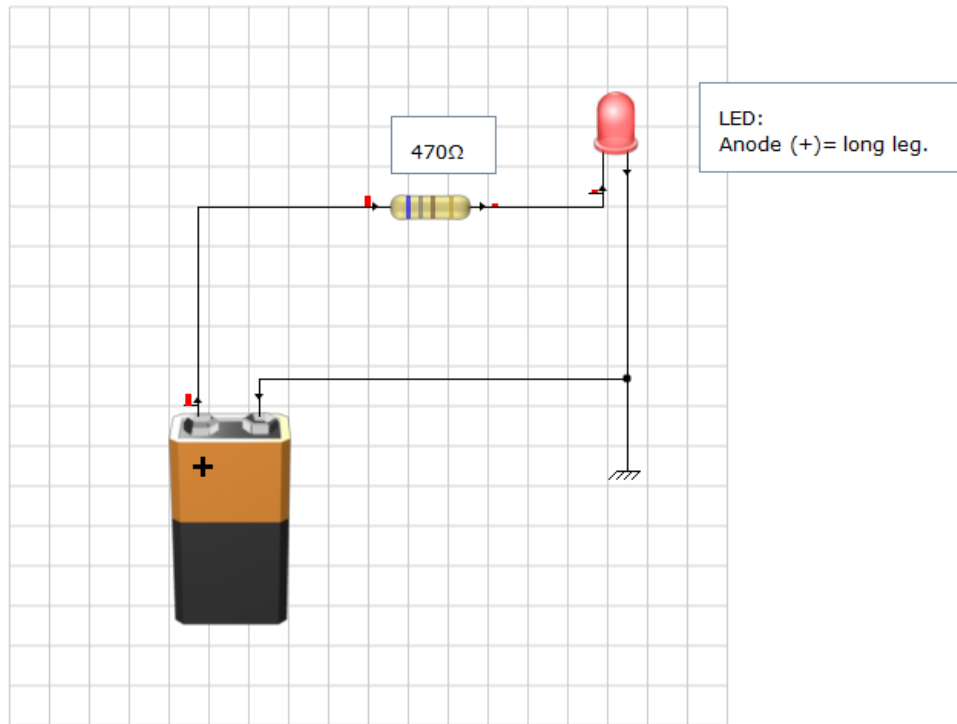 470Ω
LED:
Anode (+)= long leg.
+